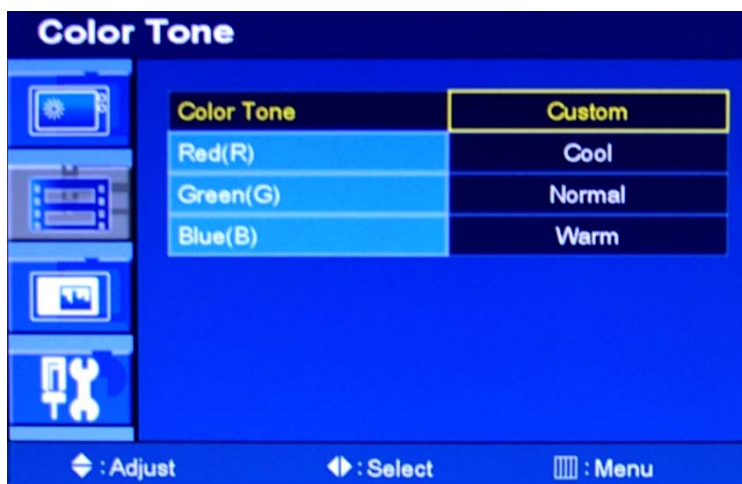 Color Tone
Color Tone Custom
Red(R) Cool
Green(G) Normal
Blue(B) Warm
: Adjust : Select : Menu